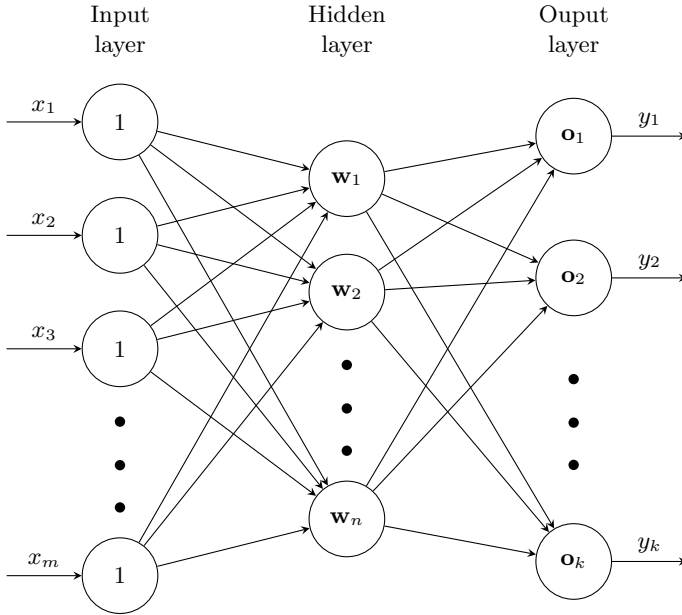 Input
layer
Hidden
layer
Ouput
layer
x₁
1
w₁
o₁
y₁
x₂
1
w₂
o₂
y₂
x₃
1
wₙ
xₘ
1
oₖ
yₖ